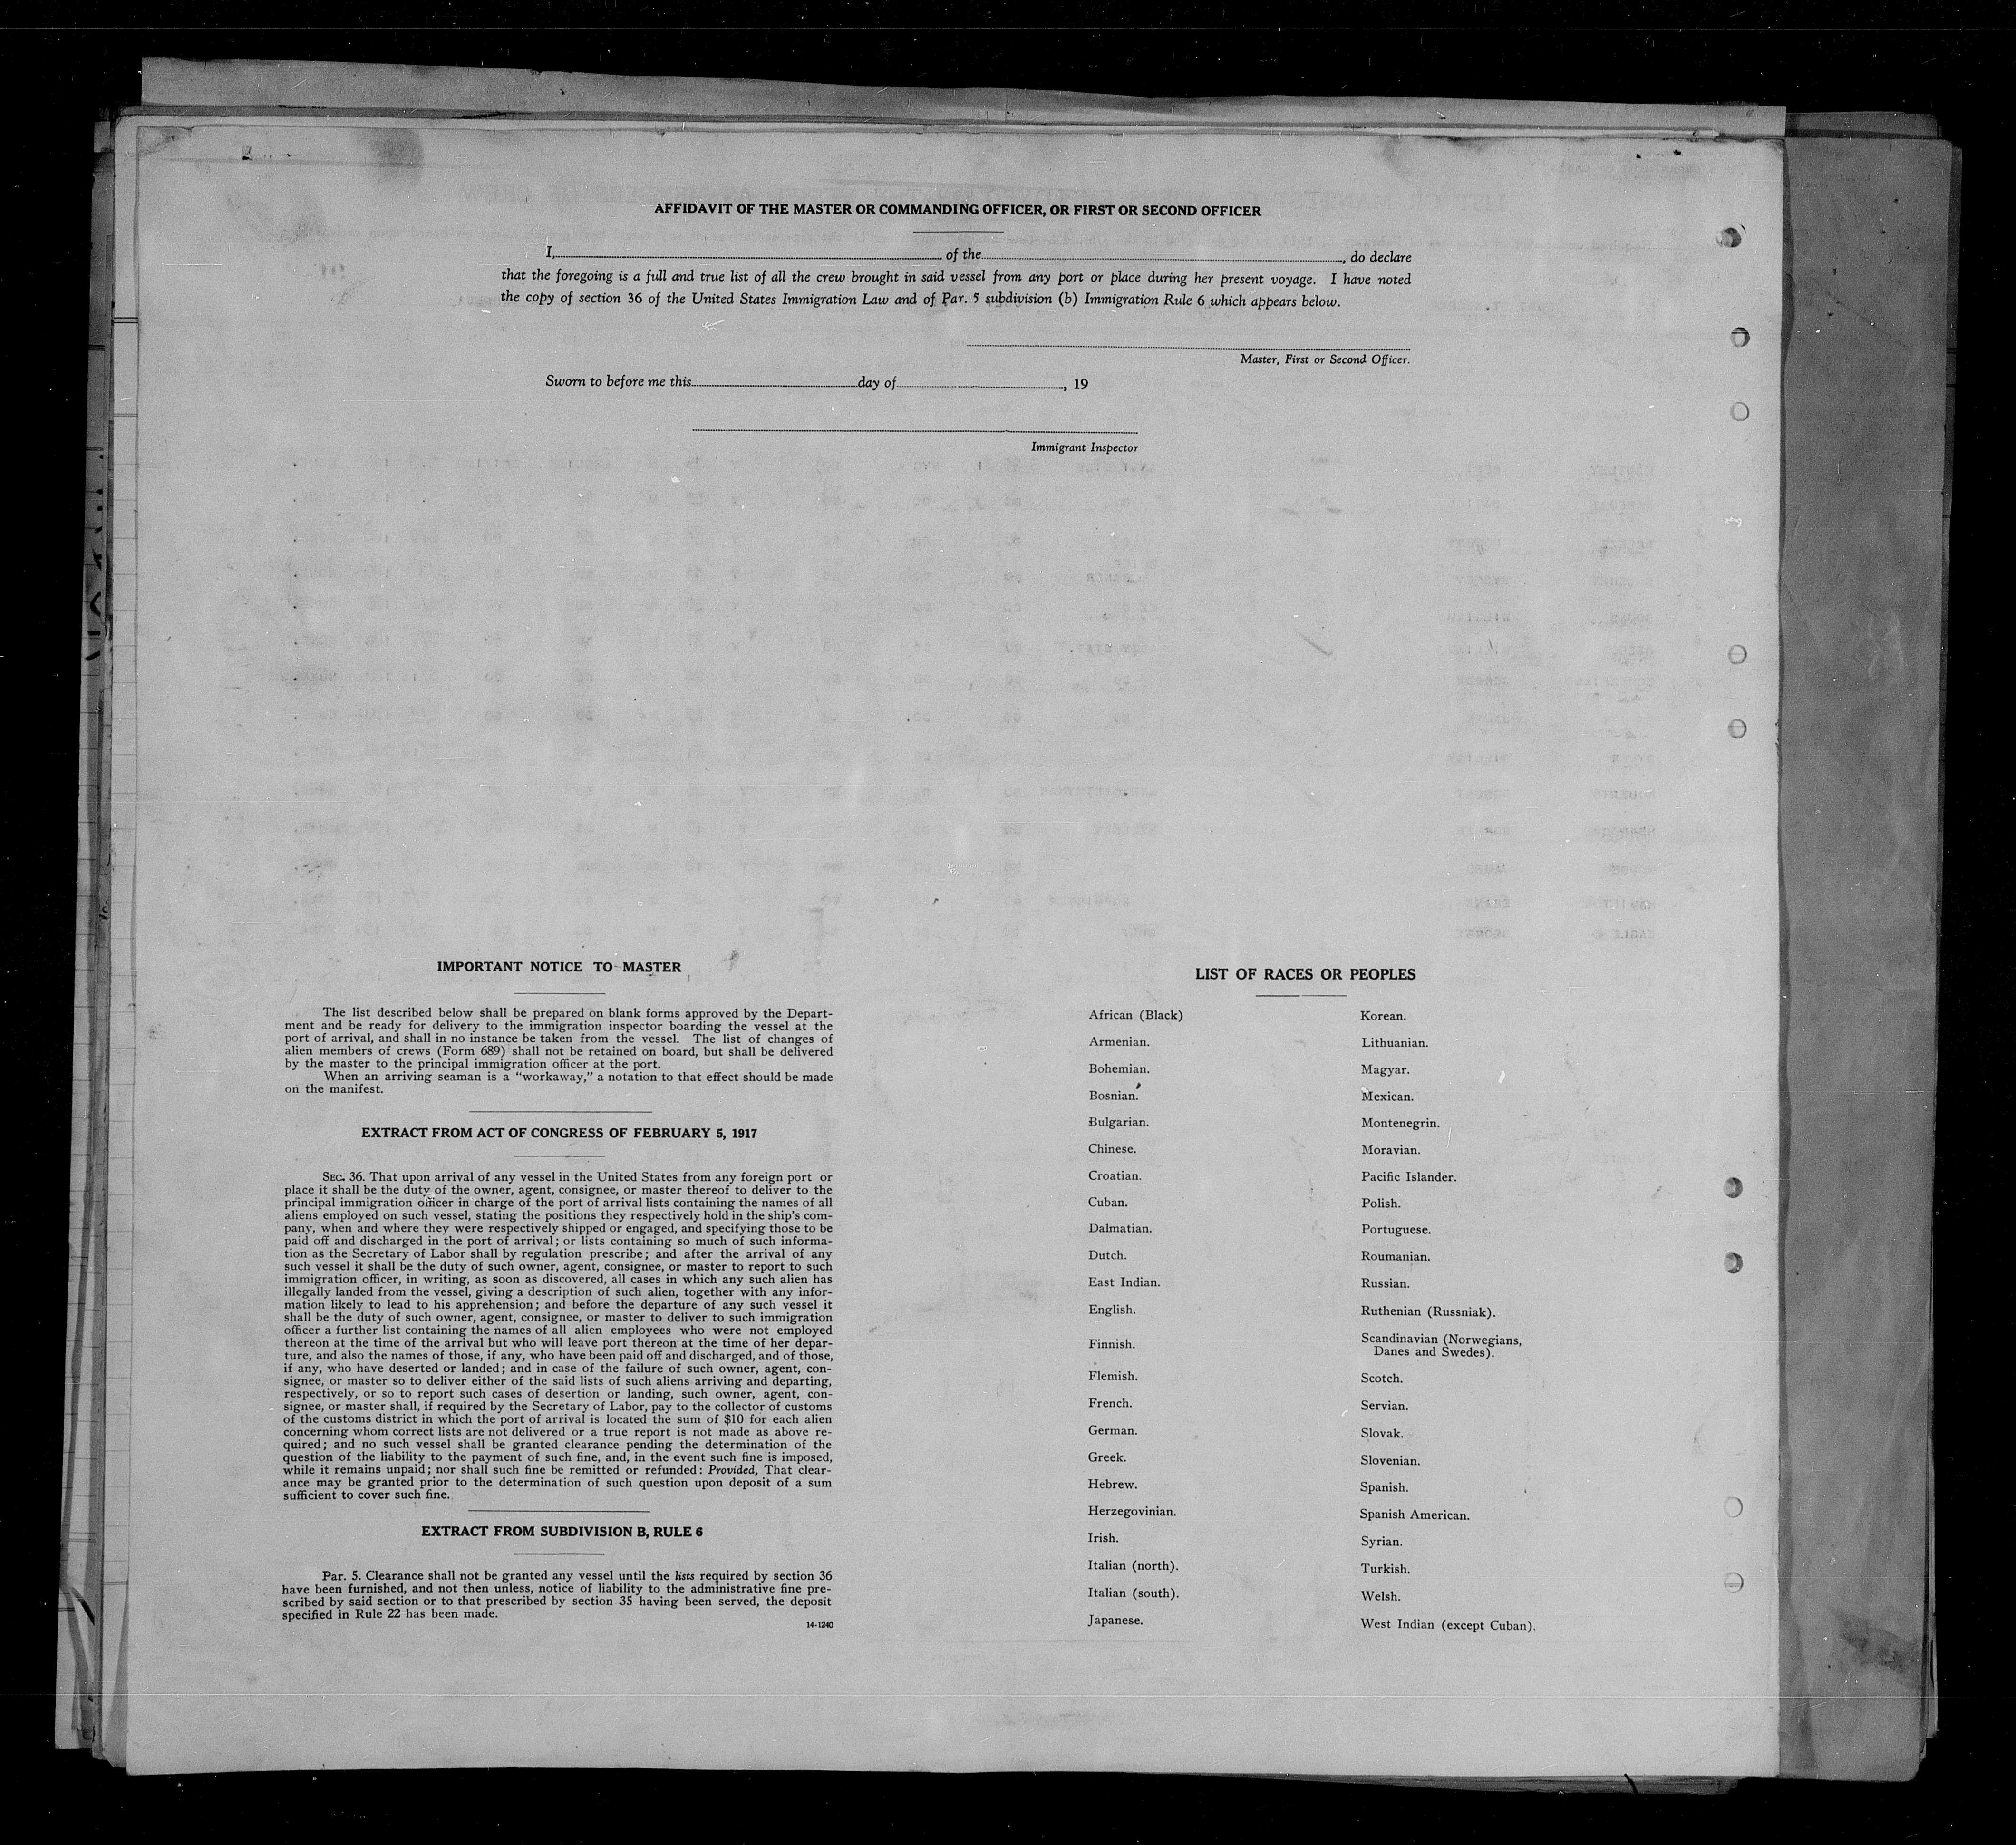 AFFIDAVIT OF THE MASTER OR COMMANDING OFFICER, OR FIRST OR SECOND OFFICER
I, of the , do declare
that the foregoing is a full and true list of all the crew brought in said vessel from any port or place during her present voyage. I have noted
the copy of section 36 of the United States Immigration Law and of Par. 5 subdivision (b) Immigration Rule 6 which appears below.
Master, First or Second Officer.
Sworn to before me this day of , 19
Immigrant Inspector
IMPORTANT NOTICE TO MASTER
The list described below shall be prepared on blank forms approved by the Depart-
ment and be ready for delivery to the immigration inspector boarding the vessel at the
port of arrival, and shall in no instance be taken from the vessel. The list of changes of
alien members of crews (Form 689) shall not be retained on board, but shall be delivered
by the master to the principal immigration officer at the port.
When an arriving seaman is a "workaway," a notation to that effect should be made
on the manifest.
EXTRACT FROM ACT OF CONGRESS OF FEBRUARY 5, 1917
SEC. 36. That upon arrival of any vessel in the United States from any foreign port or
place it shall be the duty of the owner, agent, consignee, or master thereof to deliver to the
principal immigration officer in charge of the port of arrival lists containing the names of all
aliens employed on such vessel, stating the positions they respectively hold in the ship's com-
pany, when and where they were respectively shipped or engaged, and specifying those to be
paid off and discharged in the port of arrival; or lists containing so much of such informa-
tion as the Secretary of Labor shall by regulation prescribe; and after the arrival of any
such vessel it shall be the duty of such owner, agent, consignee, or master to report to such
immigration officer, in writing, as soon as discovered, all cases in which any such alien has
illegally landed from the vessel, giving a description of such alien, together with any infor-
mation likely to lead to his apprehension; and before the departure of any such vessel it
shall be the duty of such owner, agent, consignee, or master to deliver to such immigration
officer a further list containing the names of all alien employees who were not employed
thereon at the time of the arrival but who will leave port thereon at the time of her depar-
ture, and also the names of those, if any, who have been paid off and discharged, and of those,
if any, who have deserted or landed; and in case of the failure of such owner, agent, con-
signee, or master so to deliver either of the said lists of such aliens arriving and departing,
respectively, or so to report such cases of desertion or landing, such owner, agent, con-
signee, or master shall, if required by the Secretary of Labor, pay to the collector of customs
of the customs district in which the port of arrival is located the sum of $10 for each alien
concerning whom correct lists are not delivered or a true report is not made as above re-
quired; and no such vessel shall be granted clearance pending the determination of the
question of the liability to the payment of such fine, and, in the event such fine is imposed,
while it remains unpaid; nor shall such fine be remitted or refunded: Provided, That clear-
ance may be granted prior to the determination of such question upon deposit of a sum
sufficient to cover such fine.
EXTRACT FROM SUBDIVISION B, RULE 6
Par. 5. Clearance shall not be granted any vessel until the lists required by section 36
have been furnished, and not then unless, notice of liability to the administrative fine pre-
scribed by said section or to that prescribed by section 35 having been served, the deposit
specified in Rule 22 has been made.
14-1240
LIST OF RACES OR PEOPLES
African (Black)
Armenian.
Bohemian.
Bosnian.
Bulgarian.
Chinese.
Croatian.
Cuban.
Dalmatian.
Dutch.
East Indian.
English.
Finnish.
Flemish.
French.
German.
Greek.
Hebrew.
Herzegovinian.
Irish.
Italian (north).
Italian (south).
Japanese.
Korean.
Lithuanian.
Magyar.
Mexican.
Montenegrin.
Moravian.
Pacific Islander.
Polish.
Portuguese.
Roumanian.
Russian.
Ruthenian (Russniak).
Scandinavian (Norwegians,
Danes and Swedes).
Scotch.
Servian.
Slovak.
Slovenian.
Spanish.
Spanish American.
Syrian.
Turkish.
Welsh.
West Indian (except Cuban).